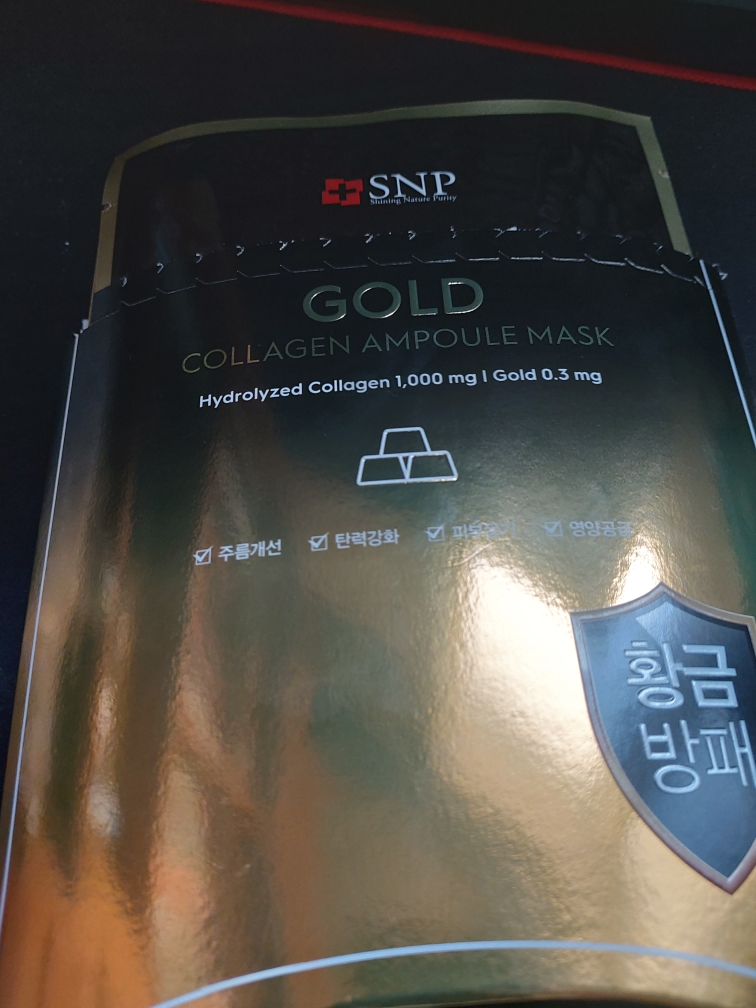 SNP
Shining Nature Purity
GOLD
COLLAGEN AMPOULE MASK
Hydrolyzed Collagen 1,000 mg | Gold 0.3 mg
주름개선 탄력강화 영양공급
황금
방패